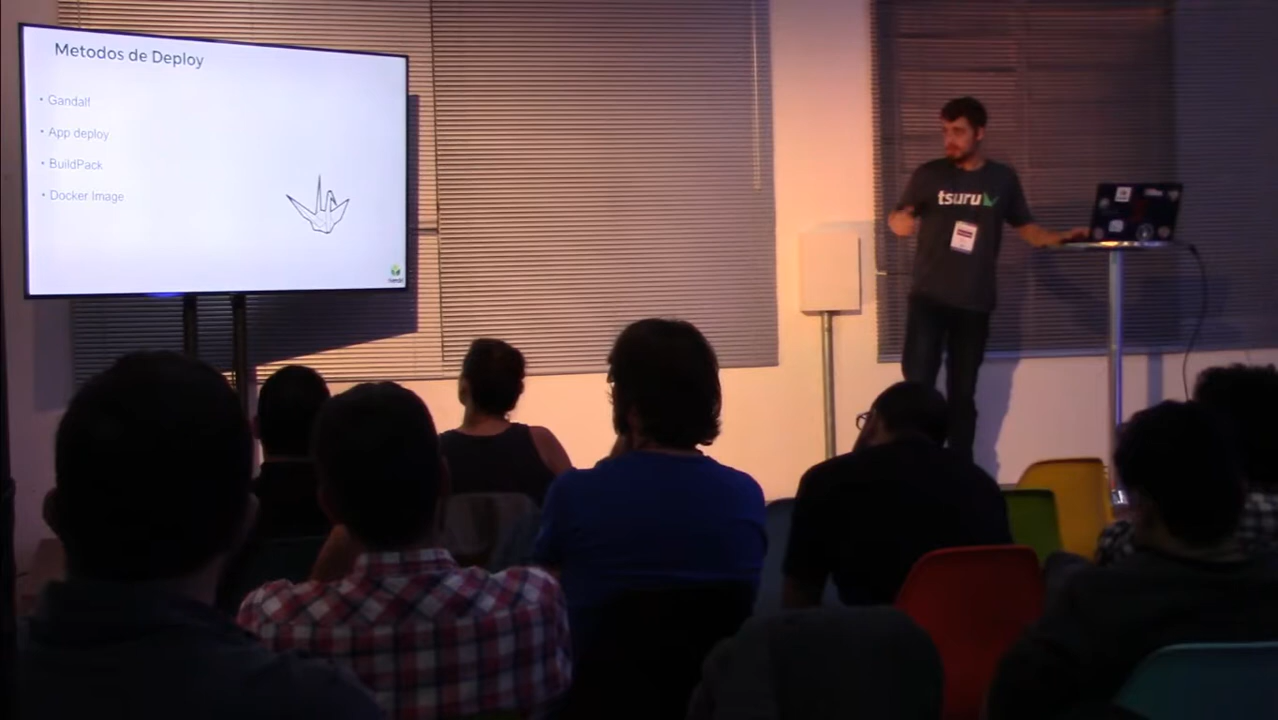 Metodos de Deploy
• Gandalf
• App deploy
• BuildPack
• Docker Image
tsuru